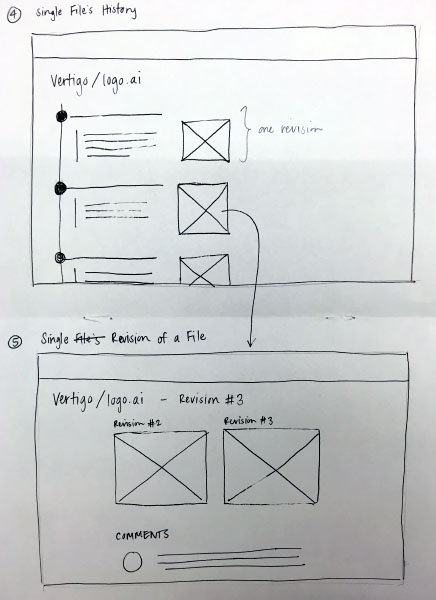 4 Single File's History
Vertigo/logo.ai
one revision
5 Single File's Revision of a File
Vertigo/logo.ai - Revision #3
Revision #2
Revision #3
COMMENTS